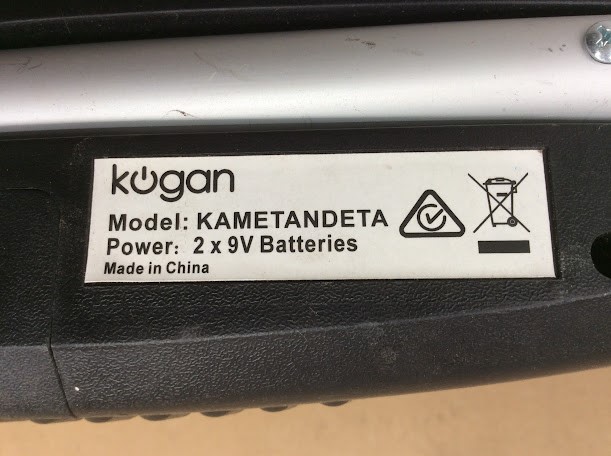 kogan
Model: KAMETANDETA
Power: 2 x 9V Batteries
Made in China